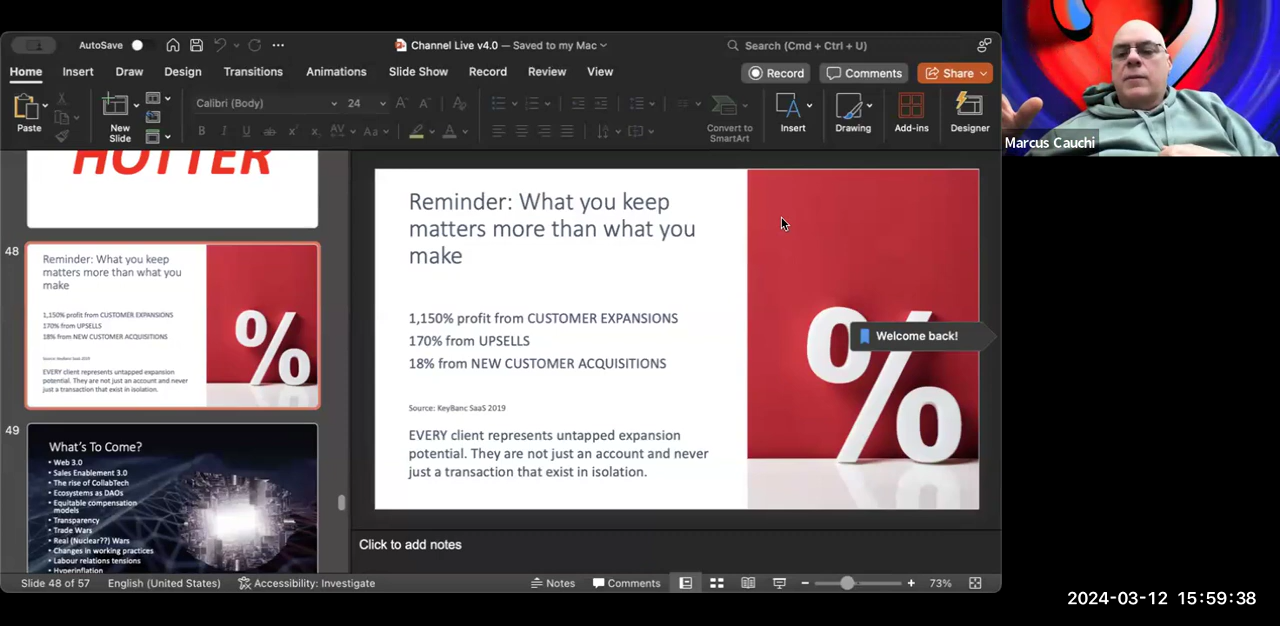 AutoSave
Channel Live v4.0 — Saved to my Mac
Search (Cmd + Ctrl + U)
Home Insert Draw Design Transitions Animations Slide Show Record Review View
Record Comments Share
Paste
New
Slide
Calibri (Body) 24
Convert to
SmartArt
Insert
Drawing
Add-ins
Designer
Marcus Cauchi
HOTTER
48
Reminder: What you keep
matters more than what you
make
1,150% profit from CUSTOMER EXPANSIONS
170% from UPSELLS
18% from NEW CUSTOMER ACQUISITIONS
Source: KeyBanc SaaS 2019
EVERY client represents untapped expansion
potential. They are not just an account and never
just a transaction that exist in isolation.
%
49
What's To Come?
• Web 3.0
• Sales Enablement 3.0
• The rise of CollabTech
• Ecosystems as DAOs
• Equitable compensation
models
• Transparency
• Trade Wars
• Real (Nuclear??) Wars
• Changes in working practices
• Labour relations tensions
• Hyperinflation
Reminder: What you keep
matters more than what you
make
1,150% profit from CUSTOMER EXPANSIONS
170% from UPSELLS
18% from NEW CUSTOMER ACQUISITIONS
Source: KeyBanc SaaS 2019
EVERY client represents untapped expansion
potential. They are not just an account and never
just a transaction that exist in isolation.
%
Welcome back!
Click to add notes
Slide 48 of 57 English (United States) Accessibility: Investigate
Notes Comments 73%
2024-03-12 15:59:38